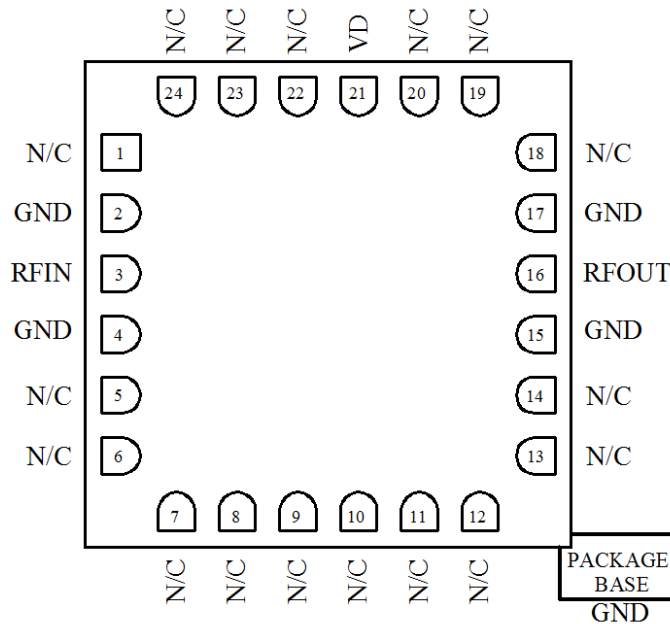 N/C N/C N/C VD N/C N/C
24 23 22 21 20 19
N/C 1 18 N/C
GND 2 17 GND
RFIN 3 16 RFOUT
GND 4 15 GND
N/C 5 14 N/C
N/C 6 13 N/C
7 8 9 10 11 12
N/C N/C N/C N/C N/C N/C
PACKAGE
BASE
GND